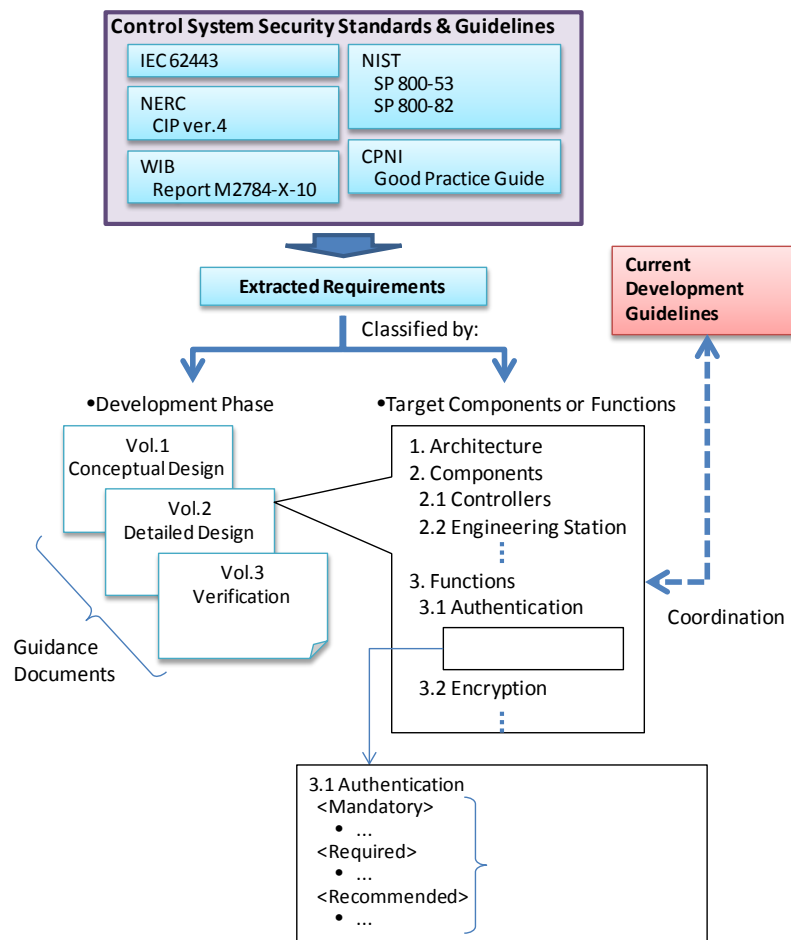 Control System Security Standards & Guidelines
IEC 62443
NERC
CIP ver.4
WIB
Report M2784-X-10
NIST
SP 800-53
SP 800-82
CPNI
Good Practice Guide
Extracted Requirements
Current
Development
Guidelines
Classified by:
•Development Phase
Vol.1
Conceptual Design
Vol.2
Detailed Design
Vol.3
Verification
Guidance
Documents
•Target Components or Functions
1. Architecture
2. Components
2.1 Controllers
2.2 Engineering Station
3. Functions
3.1 Authentication
3.2 Encryption
Coordination
3.1 Authentication
<Mandatory>
• ...
<Required>
• ...
<Recommended>
• ...